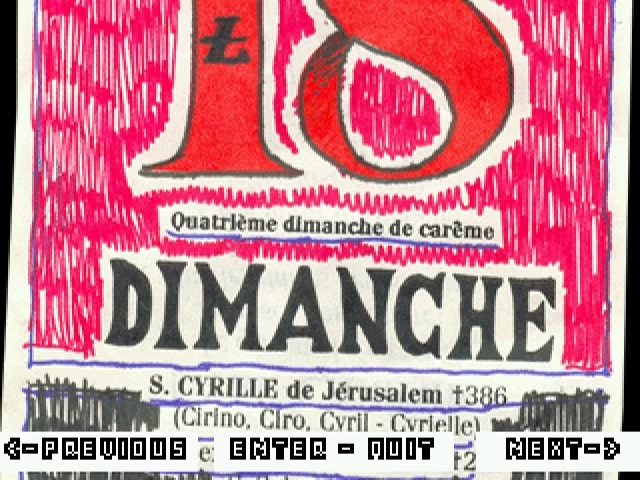 18
Ł
Quatrième dimanche de carême
DIMANCHE
S. CYRILLE de Jérusalem †386
(Cirino, Ciro, Cyril - Cyrielle)
<-PREVIOUS ENTER - QUIT NEXT->